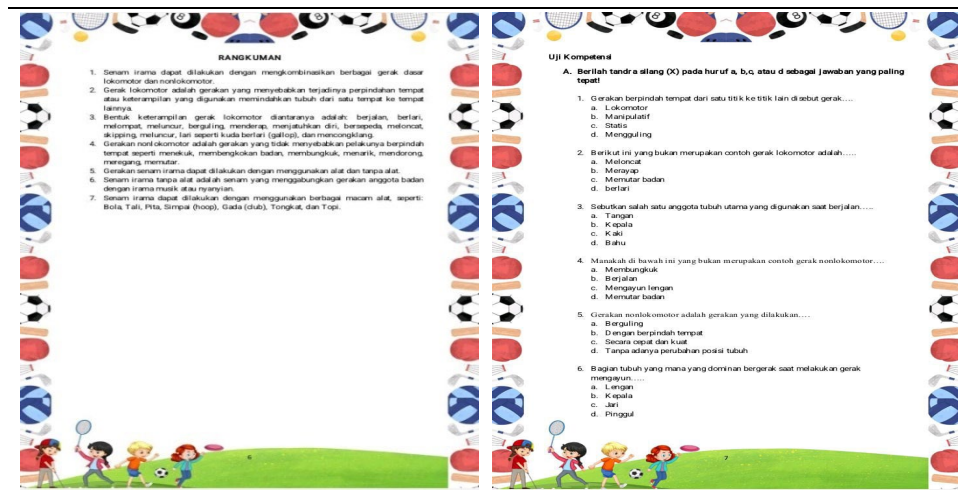 RANGKUMAN
1. Senam irama dapat dilakukan dengan mengkombinasikan berbagai gerak dasar
lokomotor dan nonlokomotor.
2. Gerak lokomotor adalah gerakan yang menyebabkan terjadinya perpindahan tempat
atau keterampilan yang digunakan memindahkan tubuh dari satu tempat ke tempat
lainnya.
3. Bentuk keterampilan gerak lokomotor diantaranya adalah: berjalan, berlari,
melompat, meluncur, berguling, menderap, menjatuhkan diri, bersepeda, meloncat,
skipping, meluncur, lari seperti kuda berlari (gallop), dan mencongklang.
4. Gerakan nonlokomotor adalah gerakan yang tidak menyebabkan pelakunya berpindah
tempat seperti menekuk, membengkokan badan, membungkuk, menarik, mendorong,
meregang, memutar.
5. Gerakan senam irama dapat dilakukan dengan menggunakan alat dan tanpa alat.
6. Senam irama tanpa alat adalah senam yang menggabungkan gerakan anggota badan
dengan irama musik atau nyanyian.
7. Senam irama dapat dilakukan dengan menggunakan berbagai macam alat, seperti:
Bola, Tali, Pita, Simpai (hoop), Gada (club), Tongkat, dan Topi.
6
Uji Kompetensi
A. Berilah tandra silang (X) pada huruf a, b,c, atau d sebagai jawaban yang paling
tepat!
1. Gerakan berpindah tempat dari satu titik ke titik lain disebut gerak....
a. Lokomotor
b. Manipulatif
c. Statis
d. Mengguling
2. Berikut ini yang bukan merupakan contoh gerak lokomotor adalah.....
a. Meloncat
b. Merayap
c. Memutar badan
d. berlari
3. Sebutkan salah satu anggota tubuh utama yang digunakan saat berjalan.....
a. Tangan
b. Kepala
c. Kaki
d. Bahu
4. Manakah di bawah ini yang bukan merupakan contoh gerak nonlokomotor....
a. Membungkuk
b. Berjalan
c. Mengayun lengan
d. Memutar badan
5. Gerakan nonlokomotor adalah gerakan yang dilakukan....
a. Berguling
b. Dengan berpindah tempat
c. Secara cepat dan kuat
d. Tanpa adanya perubahan posisi tubuh
6. Bagian tubuh yang mana yang dominan bergerak saat melakukan gerak
mengayun.....
a. Lengan
b. Kepala
c. Jari
d. Pinggul
7